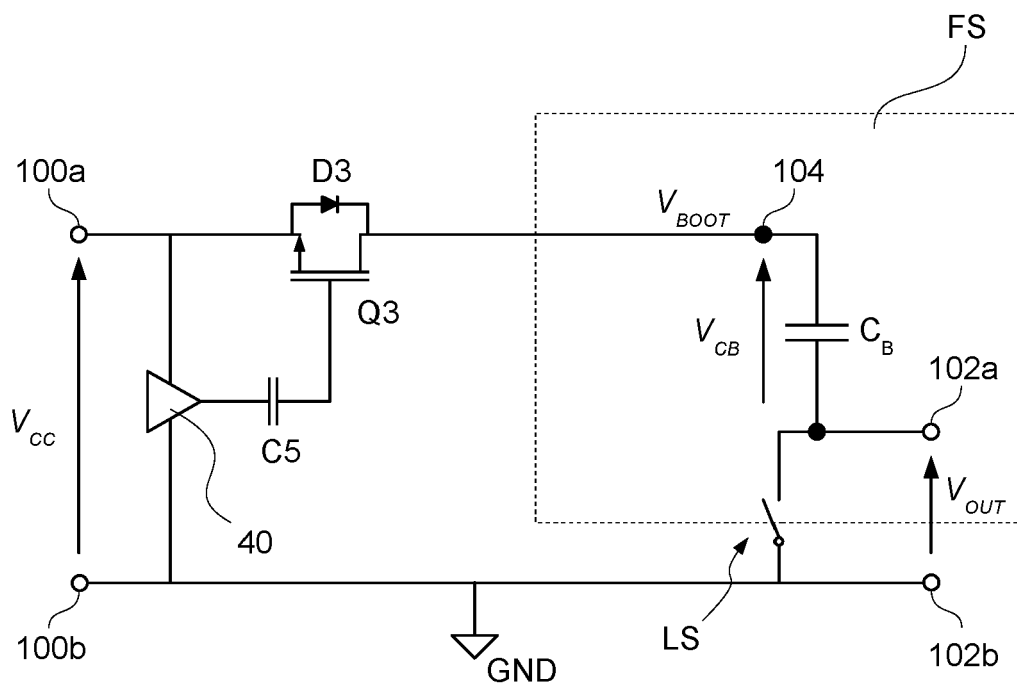 FS
100a
D3
104
V_BOOT
Q3
V_CB
C_B
102a
V_CC
C5
V_OUT
40
LS
100b
GND
102b